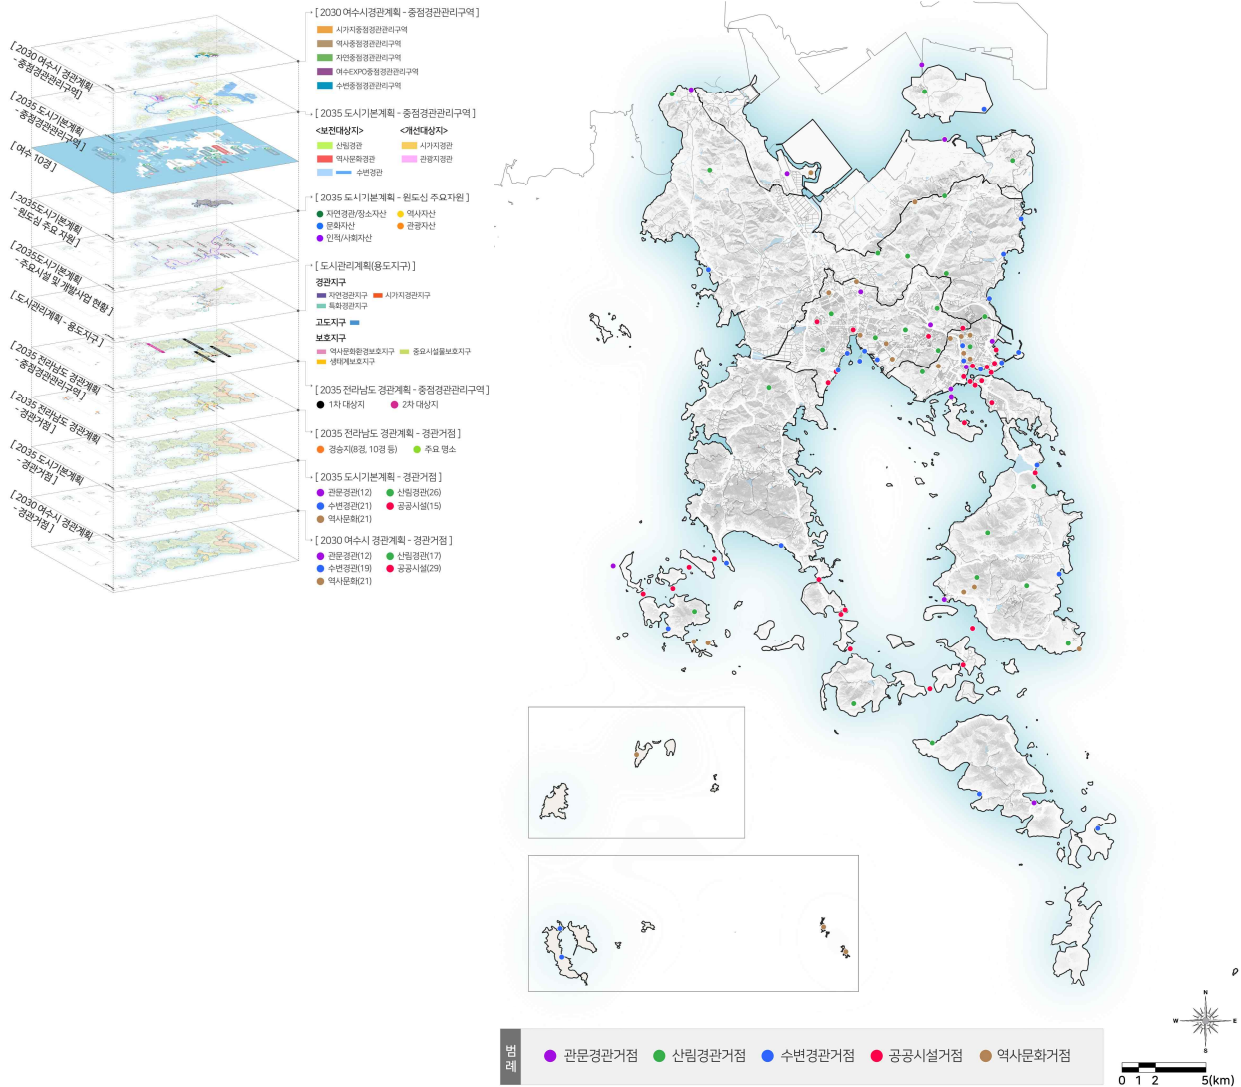 [ 2030 여수시 경관계획
- 중점경관관리구역]
[ 2035 도시기본계획
- 중점경관관리구역 ]
[ 여수 10경 ]
[ 2035도시기본계획
- 원도심 주요 자원 ]
[ 2035도시기본계획
- 주요시설 및 개발사업 현황 ]
[ 도시관리계획 - 용도지구 ]
[ 2035 전라남도 경관계획
- 중점경관관리구역 ]
[ 2035 전라남도 경관계획
- 경관거점 ]
[ 2035 도시기본계획
- 경관거점 ]
[ 2030 여수시 경관계획
- 경관거점 ]
[ 2030 여수시경관계획 - 중점경관관리구역 ]
시가지중점경관관리구역
역사중점경관관리구역
자연중점경관관리구역
여수EXPO중점경관관리구역
수변중점경관관리구역
[ 2035 도시기본계획 - 중점경관관리구역 ]
<보전대상지> <개선대상지>
산림경관 시가지경관
역사문화경관 관광지경관
수변경관
[ 2035 도시기본계획 - 원도심 주요자원 ]
자연경관/장소자산 역사자산
문화자산 관광자산
인적/사회자산
[ 도시관리계획(용도지구) ]
경관지구
자연경관지구 시가지경관지구
특화경관지구
고도지구
보호지구
역사문화환경보호지구 중요시설물보호지구
생태계보호지구
[ 2035 전라남도 경관계획 - 중점경관관리구역 ]
1차 대상지 2차 대상지
[ 2035 전라남도 경관계획 - 경관거점 ]
경승지(8경, 10경 등) 주요 명소
[ 2035 도시기본계획 - 경관거점 ]
관문경관(12) 산림경관(26)
수변경관(21) 공공시설(15)
역사문화(21)
[ 2030 여수시 경관계획 - 경관거점 ]
관문경관(12) 산림경관(17)
수변경관(19) 공공시설(29)
역사문화(21)
범례
관문경관거점 산림경관거점 수변경관거점 공공시설거점 역사문화거점
N
W E
S
0 1 2 5(km)